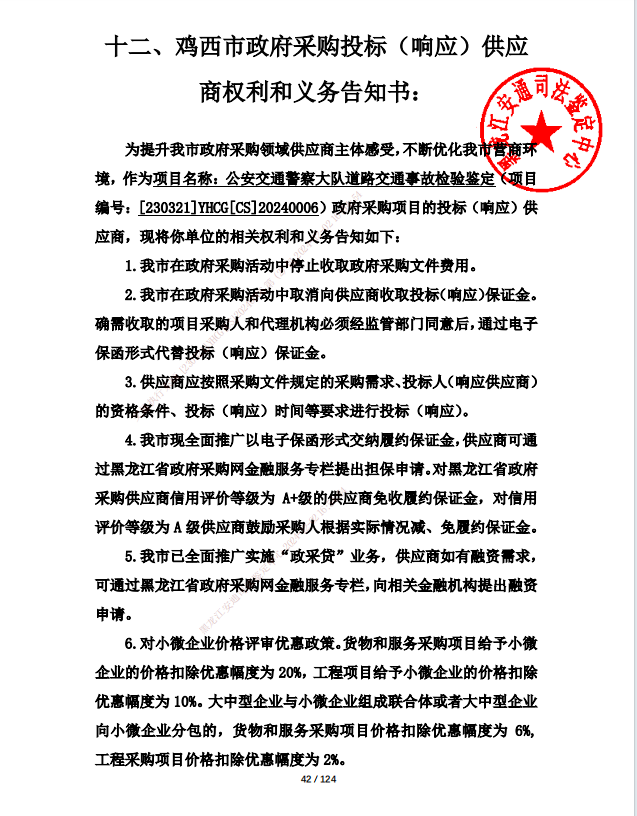 十二、鸡西市政府采购投标（响应）供应
商权利和义务告知书：
黑龙江安通司法鉴定中心
为提升我市政府采购领域供应商主体感受，不断优化我市营商环
境，作为项目名称：公安交通警察大队道路交通事故检验鉴定（项目
编号：[230321]YHCG[CS]20240006）政府采购项目的投标（响应）供
应商，现将你单位的相关权利和义务告知如下：
1.我市在政府采购活动中停止收取政府采购文件费用。
2.我市在政府采购活动中取消向供应商收取投标（响应）保证金。
确需收取的项目采购人和代理机构必须经监管部门同意后，通过电子
保函形式代替投标（响应）保证金。
3.供应商应按照采购文件规定的采购需求、投标人（响应供应商）
的资格条件、投标（响应）时间等要求进行投标（响应）。
4.我市现全面推广以电子保函形式交纳履约保证金，供应商可通
过黑龙江省政府采购网金融服务专栏提出担保申请。对黑龙江省政府
采购供应商信用评价等级为 A+级的供应商免收履约保证金，对信用
评价等级为 A 级供应商鼓励采购人根据实际情况减、免履约保证金。
5.我市已全面推广实施“政采贷”业务，供应商如有融资需求，
可通过黑龙江省政府采购网金融服务专栏，向相关金融机构提出融资
申请。
6.对小微企业价格评审优惠政策。货物和服务采购项目给予小微
企业的价格扣除优惠幅度为 20%，工程项目给予小微企业的价格扣除
优惠幅度为 10%。大中型企业与小微企业组成联合体或者大中型企业
向小微企业分包的，货物和服务采购项目价格扣除优惠幅度为 6%，
工程采购项目价格扣除优惠幅度为 2%。
42 / 124